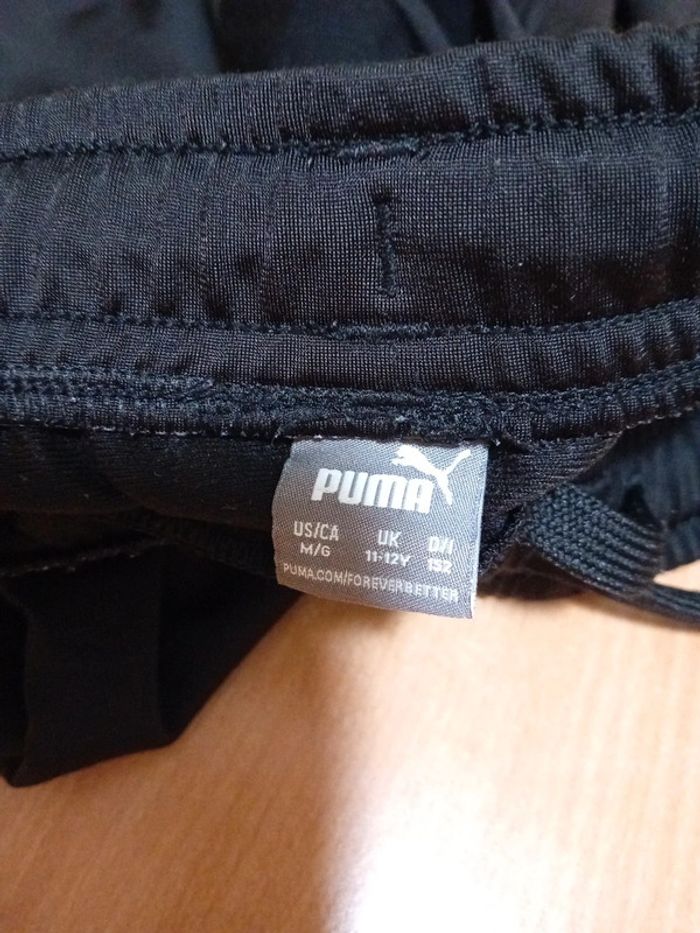 PUMA
US/CA UK D/I
M/G 11-12Y 152
PUMA.COM/FOREVERBETTER